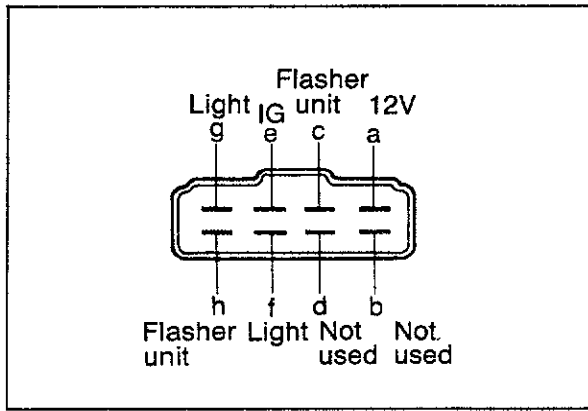 Flasher
Light IG unit 12V
g e c a
h f d b
Flasher Light Not Not
unit used used